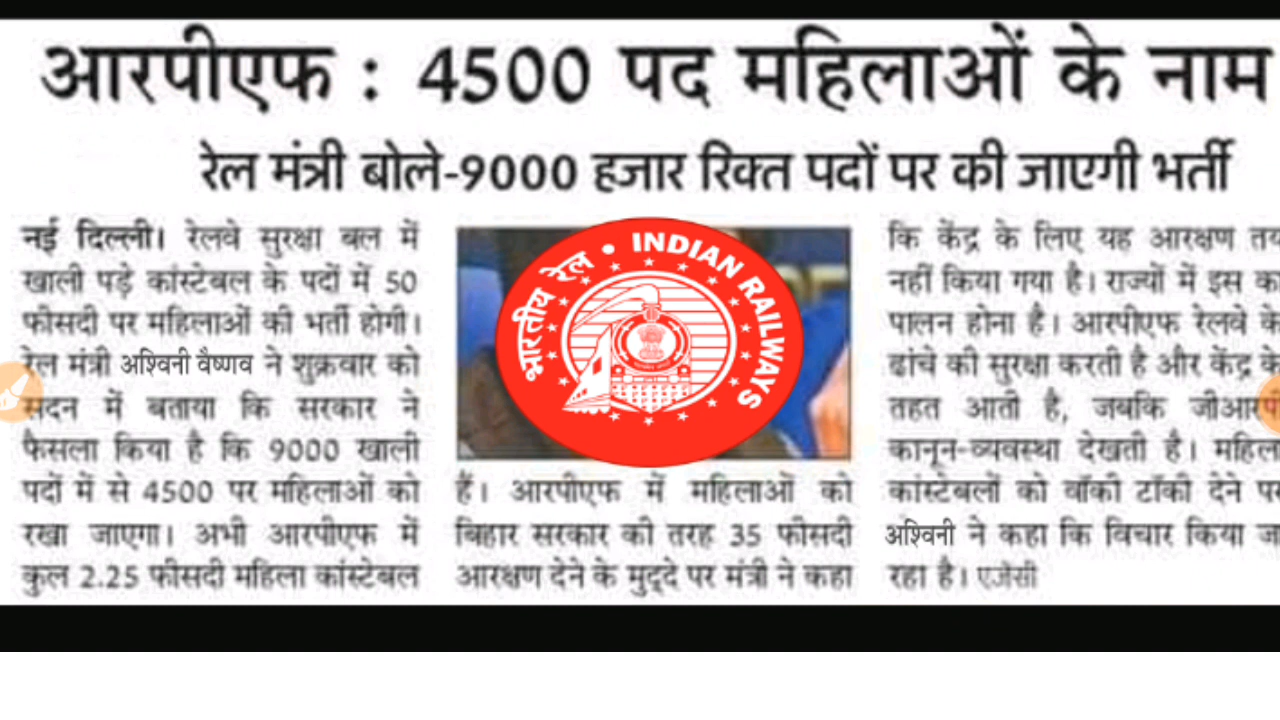 आरपीएफ : 4500 पद महिलाओं के नाम
रेल मंत्री बोले-9000 हजार रिक्त पदों पर की जाएगी भर्ती
नई दिल्ली। रेलवे सुरक्षा बल में
खाली पड़े कांस्टेबल के पदों में 50
फीसदी पर महिलाओं की भर्ती होगी।
रेल मंत्री अश्विनी वैष्णव ने शुक्रवार को
सदन में बताया कि सरकार ने
फैसला किया है कि 9000 खाली
पदों में से 4500 पर महिलाओं को
रखा जाएगा। अभी आरपीएफ में
कुल 2.25 फीसदी महिला कांस्टेबल
भारतीय रेल • INDIAN RAILWAYS
हैं। आरपीएफ में महिलाओं को
बिहार सरकार की तरह 35 फीसदी
आरक्षण देने के मुद्दे पर मंत्री ने कहा
कि केंद्र के लिए यह आरक्षण तय
नहीं किया गया है। राज्यों में इस का
पालन होना है। आरपीएफ रेलवे के
ढांचे की सुरक्षा करती है और केंद्र के
तहत आती है, जबकि जीआरपी
कानून-व्यवस्था देखती है। महिला
कांस्टेबलों को वॉकी टॉकी देने पर
अश्विनी ने कहा कि विचार किया जा
रहा है। एजेंसी